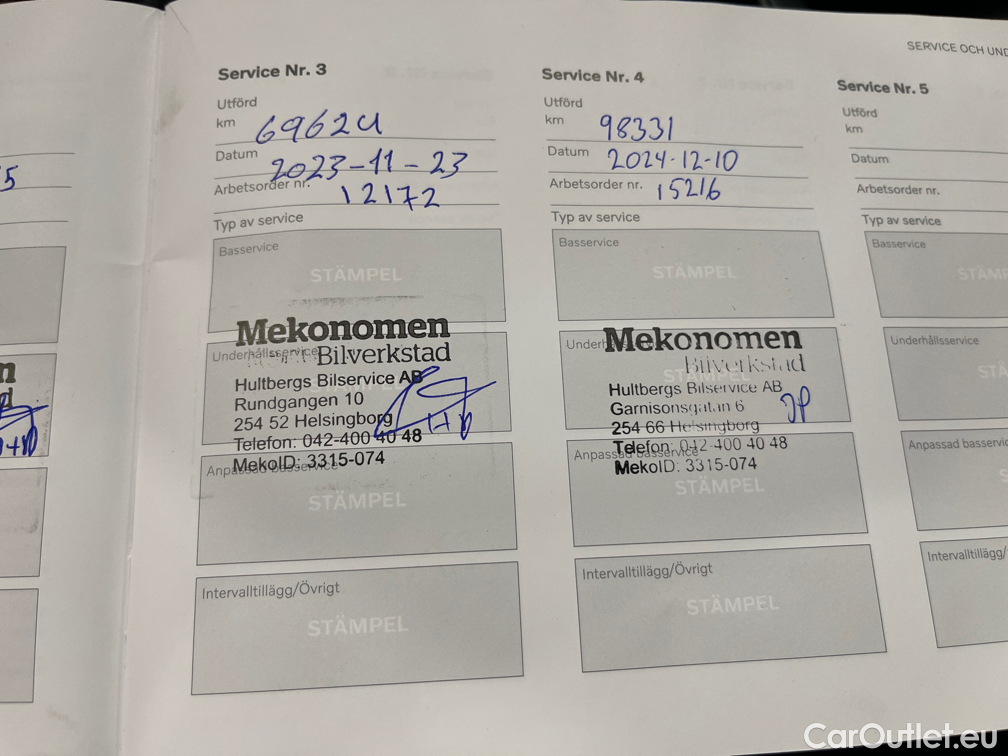 SERVICE OCH UND
Service Nr. 3
Utförd
km 69624
Datum 2023-11-23
Arbetsorder nr. 12172
Typ av service
Basservice
STÄMPEL
Underhållsservice
Mekonomen
Bilverkstad
Hultbergs Bilservice AB
Rundgangen 10
254 52 Helsingborg
Telefon: 042-400 40 48
MekoID: 3315-074
Anpassad basservice
STÄMPEL
Intervalltillägg/Övrigt
STÄMPEL
Service Nr. 4
Utförd
km 98331
Datum 2024-12-10
Arbetsorder nr. 15216
Typ av service
Basservice
STÄMPEL
Mekonomen
Bilverkstad
STÄMPEL
Hultbergs Bilservice AB
Garnisonsgatan 6
254 66 Helsingborg
Telefon: 042-400 40 48
MekoID: 3315-074
Anpassad basservice
STÄMPEL
Intervalltillägg/Övrigt
STÄMPEL
Service Nr. 5
Utförd
km
Datum
Arbetsorder nr.
Typ av service
Basservice
STÄMP
Underhållsservice
STÄ
Anpassad basservic
Intervalltillägg/
CarOutlet.eu